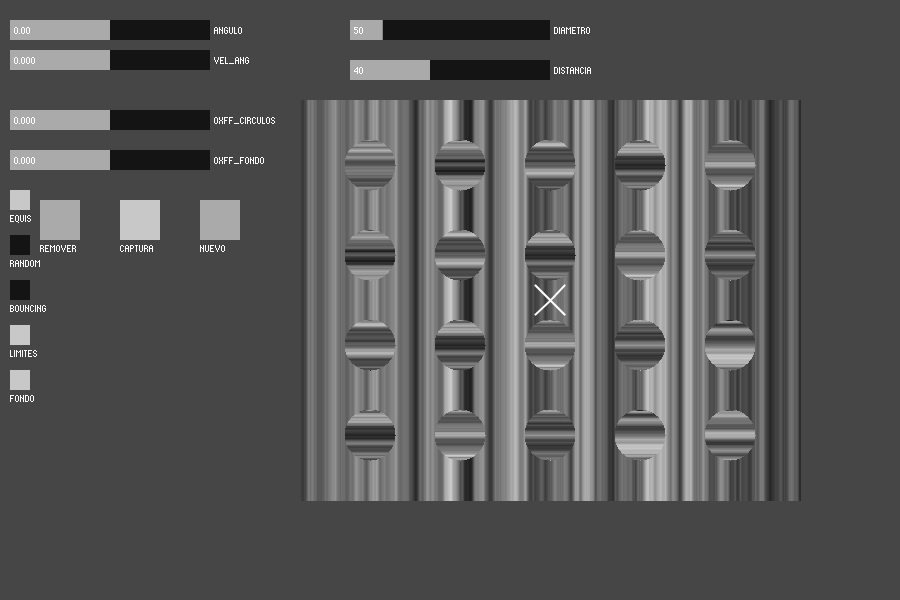 0.00 ANGULO
50 DIAMETRO
0.000 VEL_ANG
40 DISTANCIA
0.000 OXFF_CIRCULOS
0.000 OXFF_FONDO
EQUIS
REMOVER
CAPTURA
NUEVO
RANDOM
BOUNCING
LIMITES
FONDO